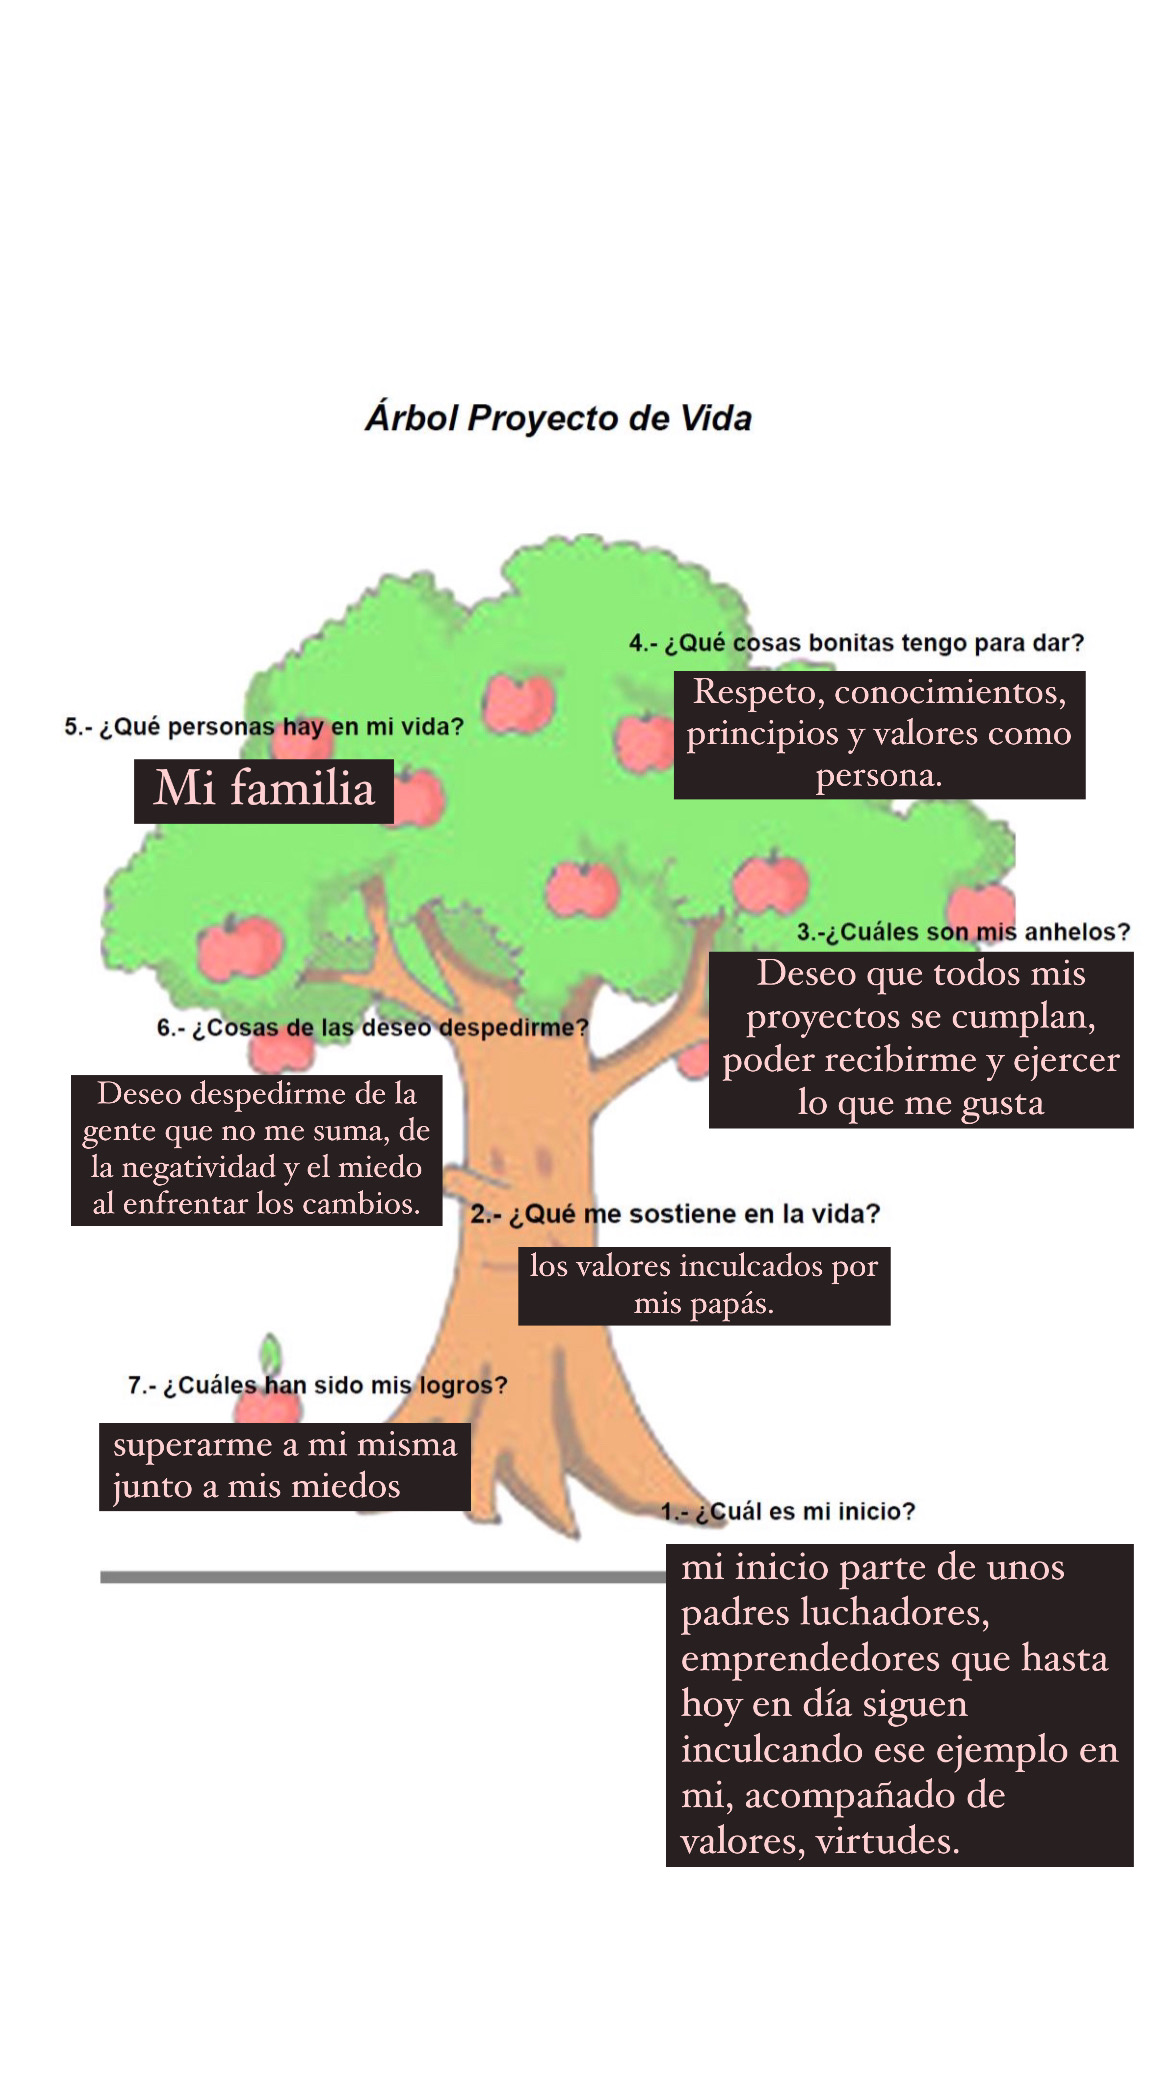 Árbol Proyecto de Vida
4.- ¿Qué cosas bonitas tengo para dar?
Respeto, conocimientos,
principios y valores como
persona.
5.- ¿Qué personas hay en mi vida?
Mi familia
3.-¿Cuáles son mis anhelos?
Deseo que todos mis
proyectos se cumplan,
poder recibirme y ejercer
lo que me gusta
6.- ¿Cosas de las deseo despedirme?
Deseo despedirme de la
gente que no me suma, de
la negatividad y el miedo
al enfrentar los cambios.
2.- ¿Qué me sostiene en la vida?
los valores inculcados por
mis papás.
7.- ¿Cuáles han sido mis logros?
superarme a mi misma
junto a mis miedos
1.- ¿Cuál es mi inicio?
mi inicio parte de unos
padres luchadores,
emprendedores que hasta
hoy en día siguen
inculcando ese ejemplo en
mi, acompañado de
valores, virtudes.